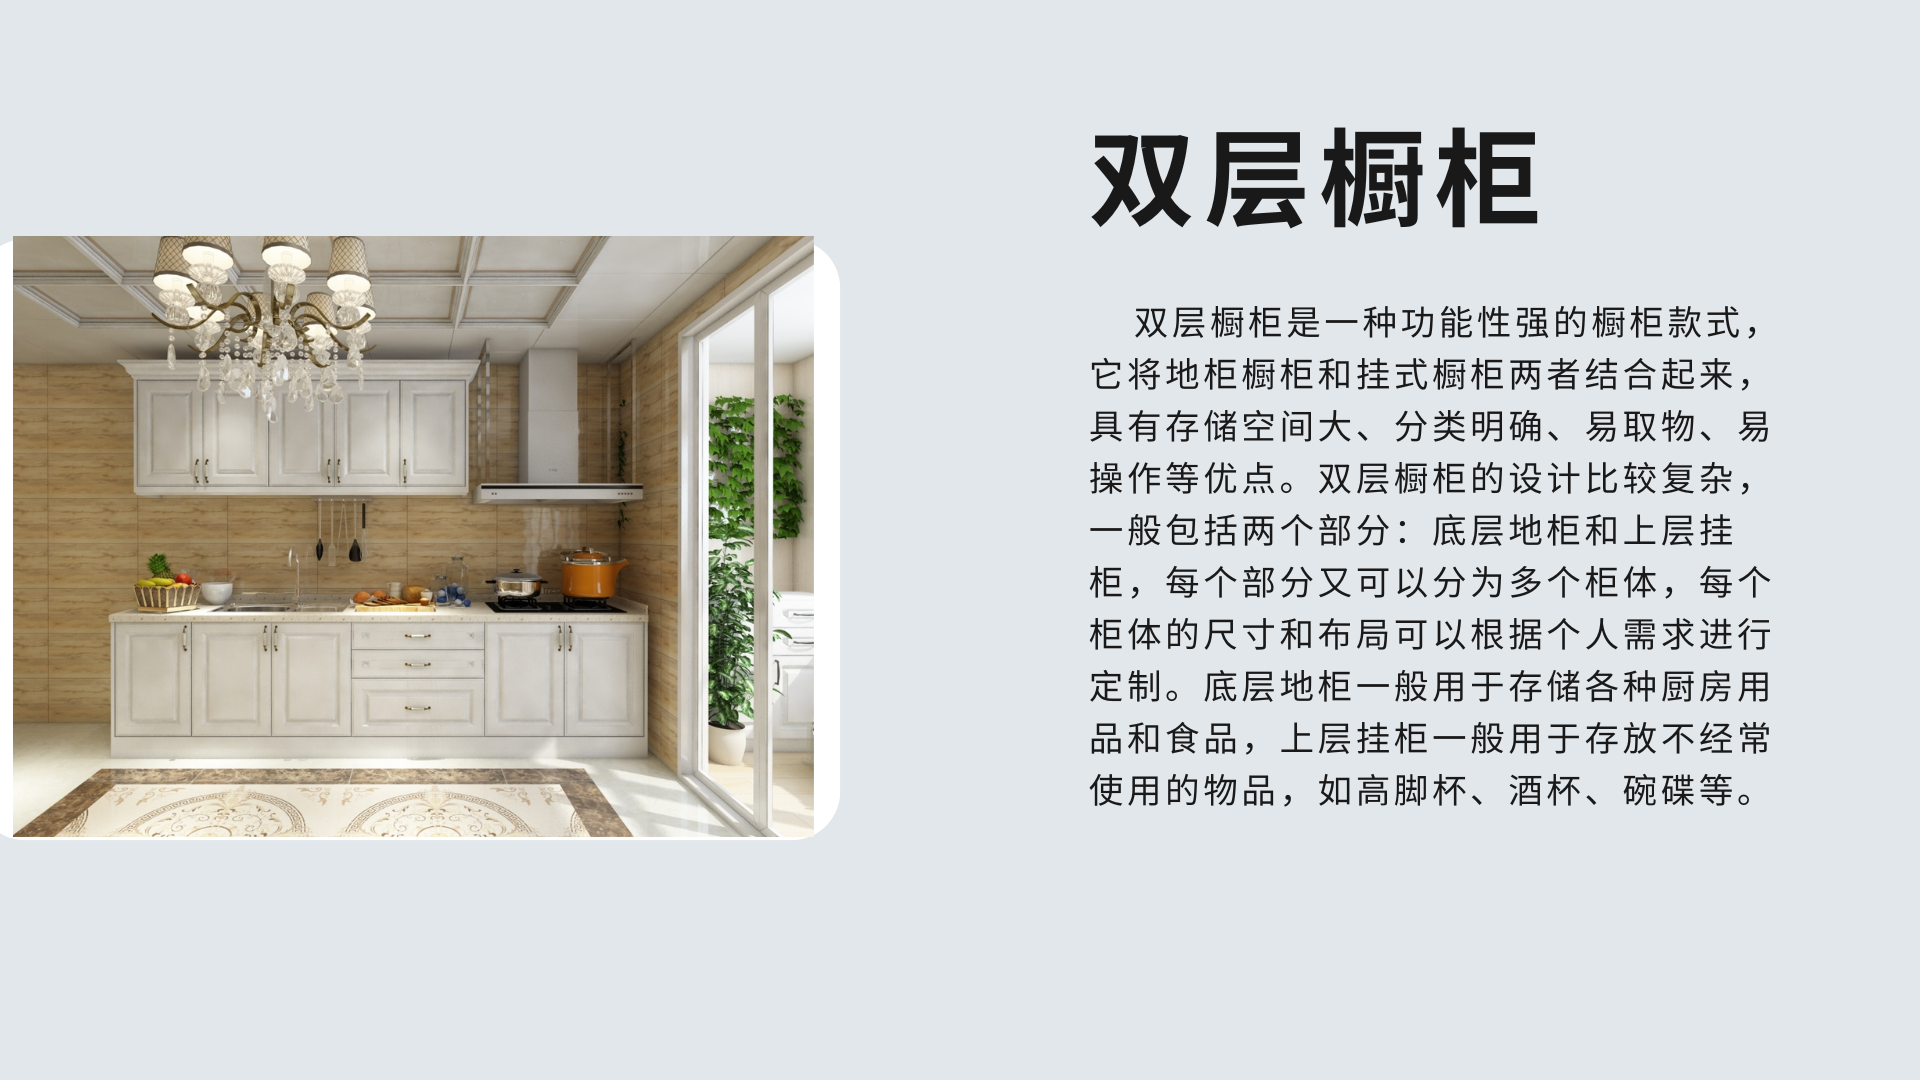 双层橱柜
双层橱柜是一种功能性强的橱柜款式，
它将地柜橱柜和挂式橱柜两者结合起来，
具有存储空间大、分类明确、易取物、易
操作等优点。双层橱柜的设计比较复杂，
一般包括两个部分：底层地柜和上层挂
柜，每个部分又可以分为多个柜体，每个
柜体的尺寸和布局可以根据个人需求进行
定制。底层地柜一般用于存储各种厨房用
品和食品，上层挂柜一般用于存放不经常
使用的物品，如高脚杯、酒杯、碗碟等。